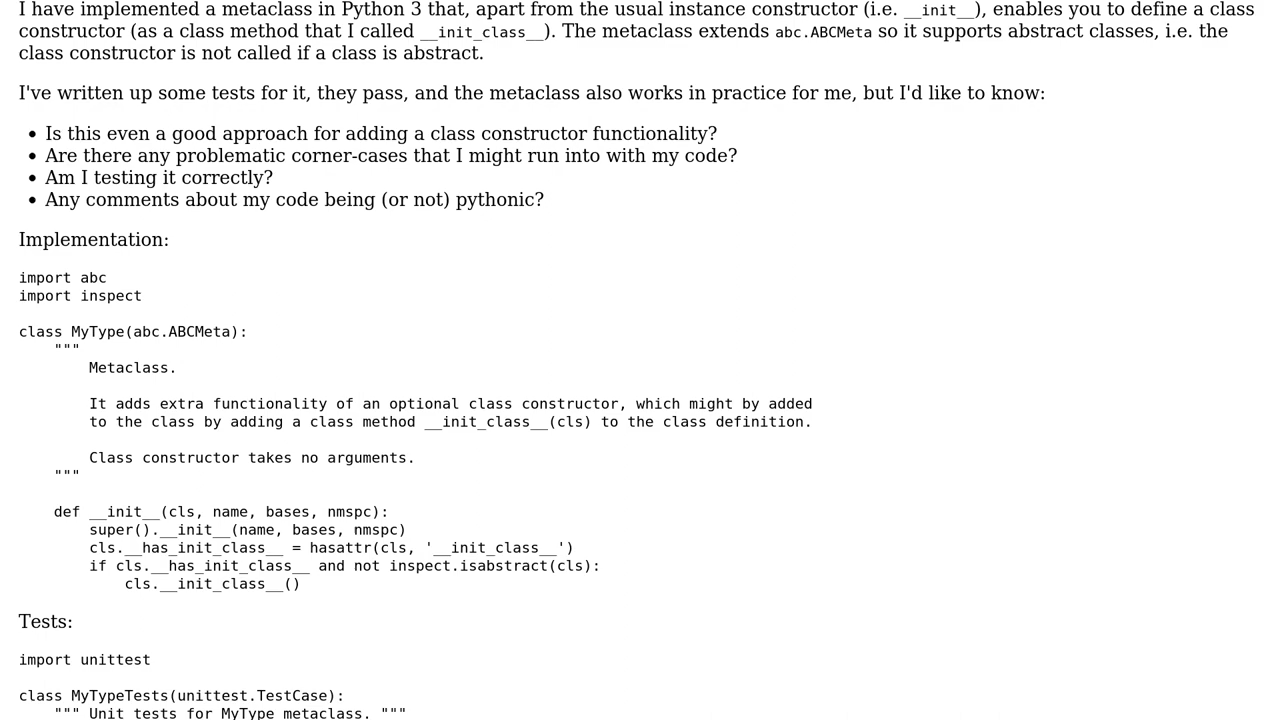 I have implemented a metaclass in Python 3 that, apart from the usual instance constructor (i.e. __init__), enables you to define a class
constructor (as a class method that I called __init_class__). The metaclass extends abc.ABCMeta so it supports abstract classes, i.e. the
class constructor is not called if a class is abstract.
I've written up some tests for it, they pass, and the metaclass also works in practice for me, but I'd like to know:
• Is this even a good approach for adding a class constructor functionality?
• Are there any problematic corner-cases that I might run into with my code?
• Am I testing it correctly?
• Any comments about my code being (or not) pythonic?
Implementation:
import abc
import inspect
class MyType(abc.ABCMeta):
    """
        Metaclass.
        It adds extra functionality of an optional class constructor, which might by added
        to the class by adding a class method __init_class__(cls) to the class definition.
        Class constructor takes no arguments.
    """
    def __init__(cls, name, bases, nmspc):
        super().__init__(name, bases, nmspc)
        cls.__has_init_class__ = hasattr(cls, '__init_class__')
        if cls.__has_init_class__ and not inspect.isabstract(cls):
            cls.__init_class__()
Tests:
import unittest
class MyTypeTests(unittest.TestCase):
    """ Unit tests for MyType metaclass. """